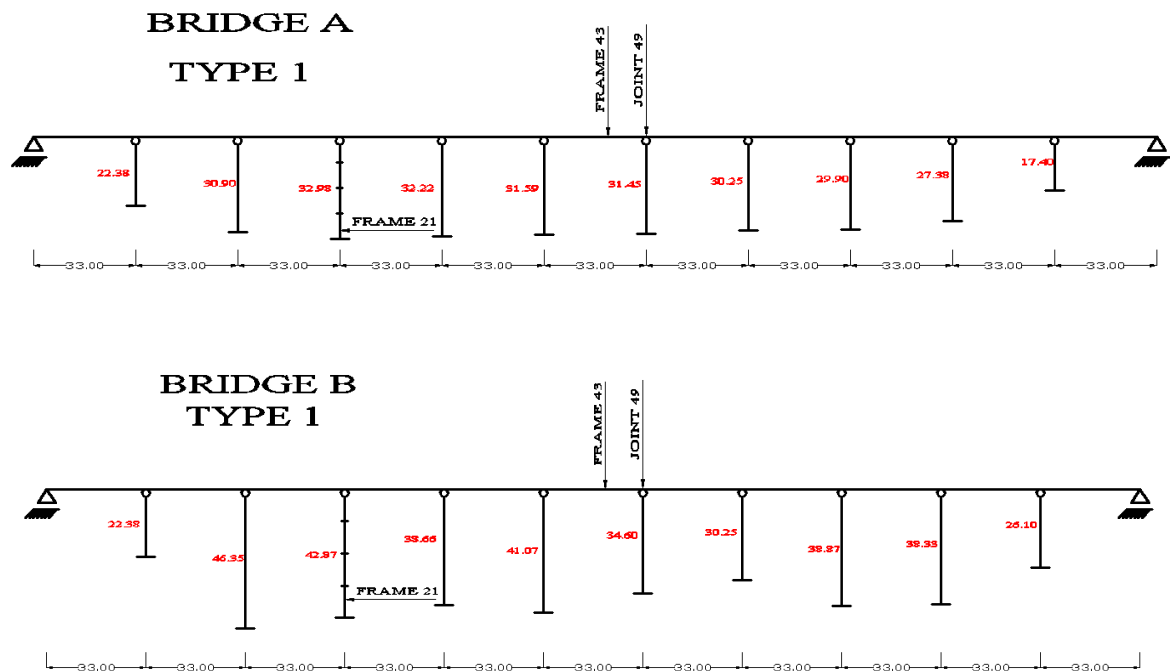 BRIDGE A
TYPE 1
FRAME 43
JOINT 49
22.38 30.90 32.98 32.22 31.59 31.45 30.25 29.90 27.38 17.40
FRAME 21
33.00 33.00 33.00 33.00 33.00 33.00 33.00 33.00 33.00 33.00 33.00
BRIDGE B
TYPE 1
FRAME 43
JOINT 49
22.38 46.35 42.87 38.66 41.07 34.60 30.25 38.87 38.33 26.10
FRAME 21
33.00 33.00 33.00 33.00 33.00 33.00 33.00 33.00 33.00 33.00 33.00